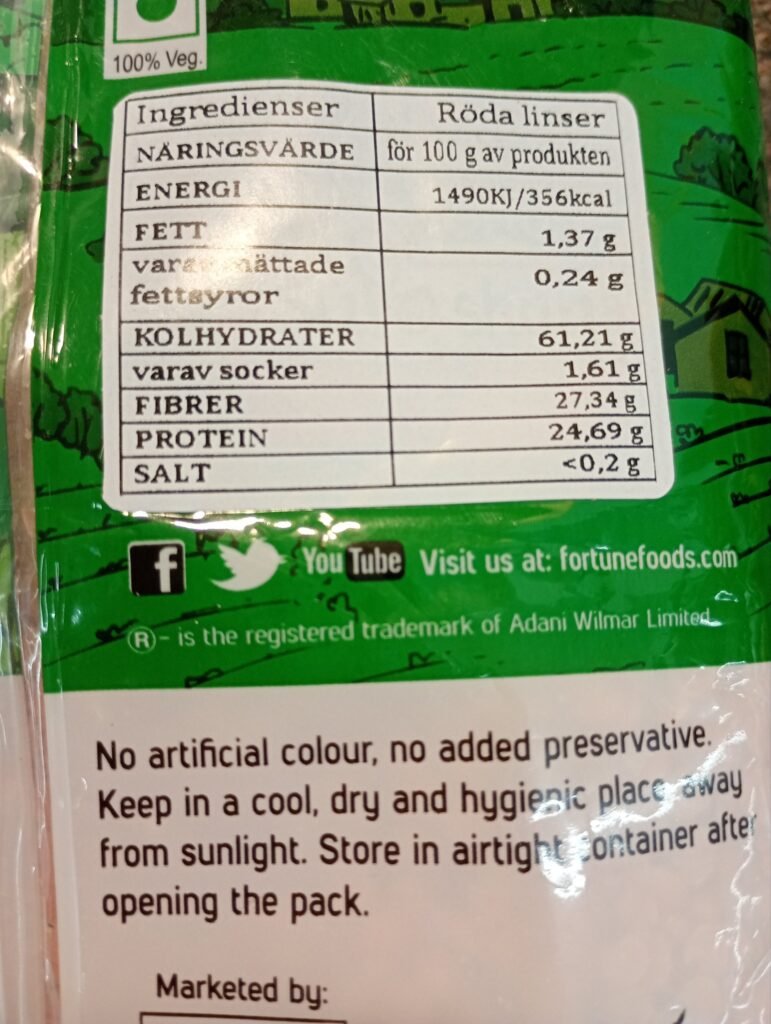 100% Veg.
Ingredienser Röda linser
NÄRINGSVÄRDE för 100 g av produkten
ENERGI 1490KJ/356kcal
FETT 1,37 g
varav mättade
fettsyror 0,24 g
KOLHYDRATER 61,21 g
varav socker 1,61 g
FIBRER 27,34 g
PROTEIN 24,69 g
SALT <0,2 g
f You Tube Visit us at: fortunefoods.com
® - is the registered trademark of Adani Wilmar Limited
No artificial colour, no added preservative.
Keep in a cool, dry and hygienic place away
from sunlight. Store in airtight container after
opening the pack.
Marketed by: